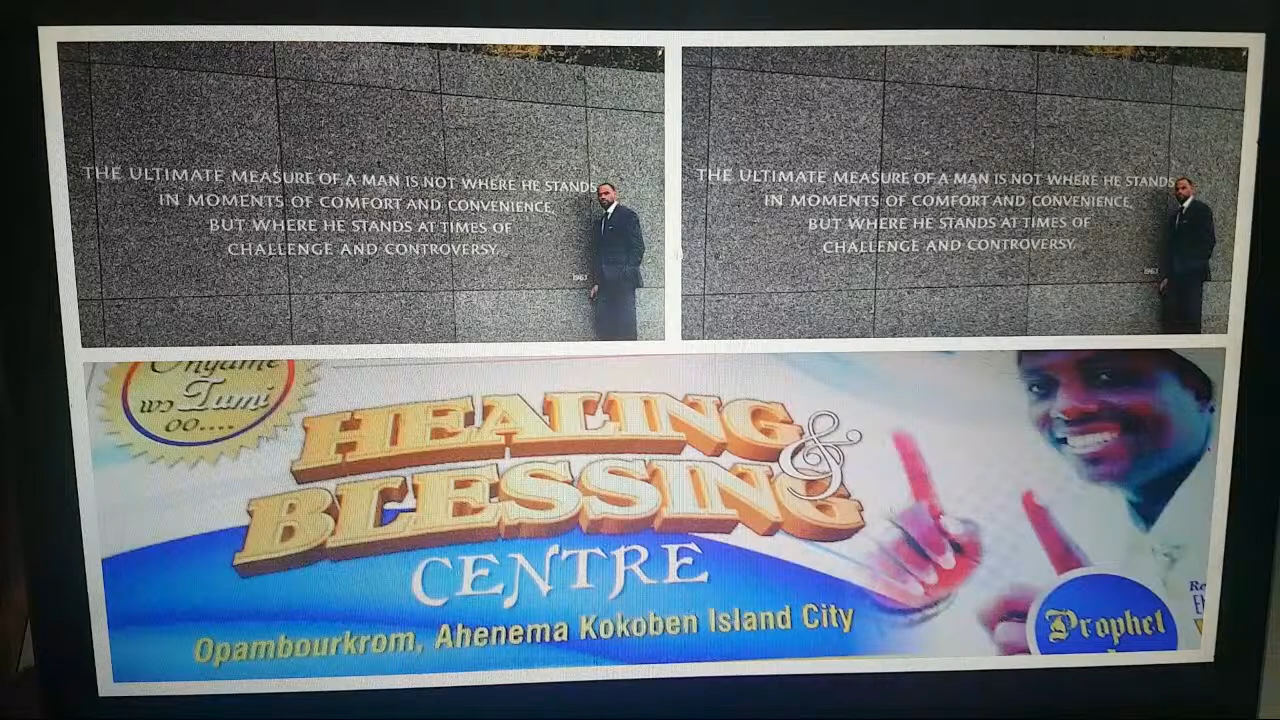 THE ULTIMATE MEASURE OF A MAN IS NOT WHERE HE STANDS
IN MOMENTS OF COMFORT AND CONVENIENCE,
BUT WHERE HE STANDS AT TIMES OF
CHALLENGE AND CONTROVERSY.
1963
THE ULTIMATE MEASURE OF A MAN IS NOT WHERE HE STANDS
IN MOMENTS OF COMFORT AND CONVENIENCE,
BUT WHERE HE STANDS AT TIMES OF
CHALLENGE AND CONTROVERSY.
1963
Onyame
wɔ Tumi
oo....
HEALING &
BLESSING
CENTRE
Opambourkrom, Ahenema Kokoben Island City
Prophet